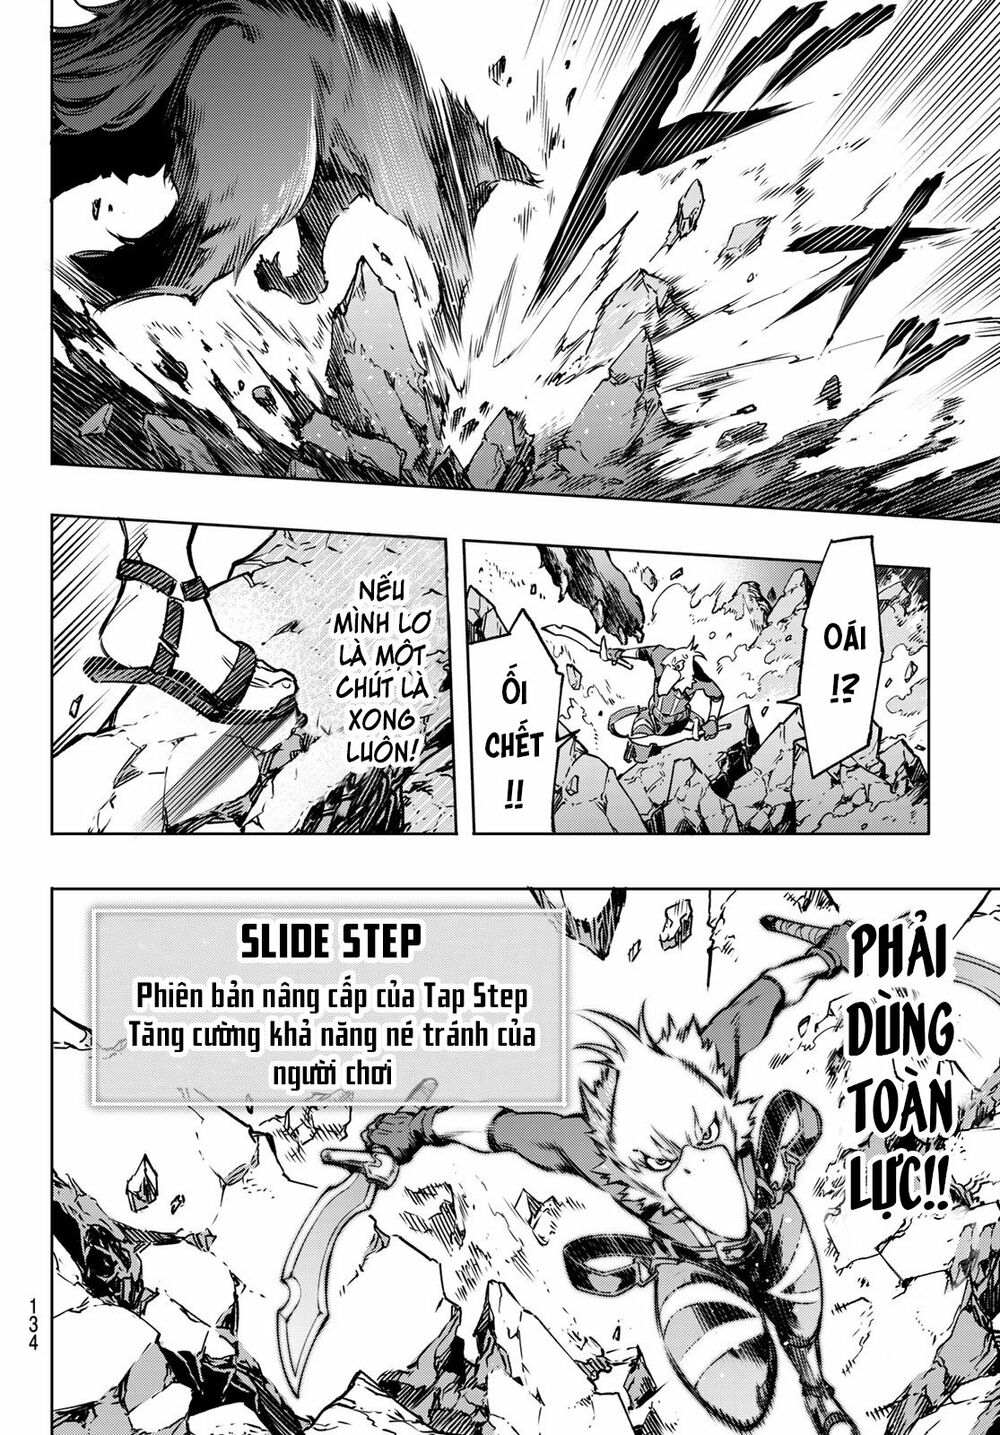 OÁI
!?
ỐI
CHẾT
!!
NẾU
MÌNH LƠ
LÀ MỘT
CHÚT LÀ
XONG
LUÔN!
SLIDE STEP
Phiên bản nâng cấp của Tap Step
Tăng cường khả năng né tránh của
người chơi
PHẢI
DÙNG
TOÀN
LỰC!!
134